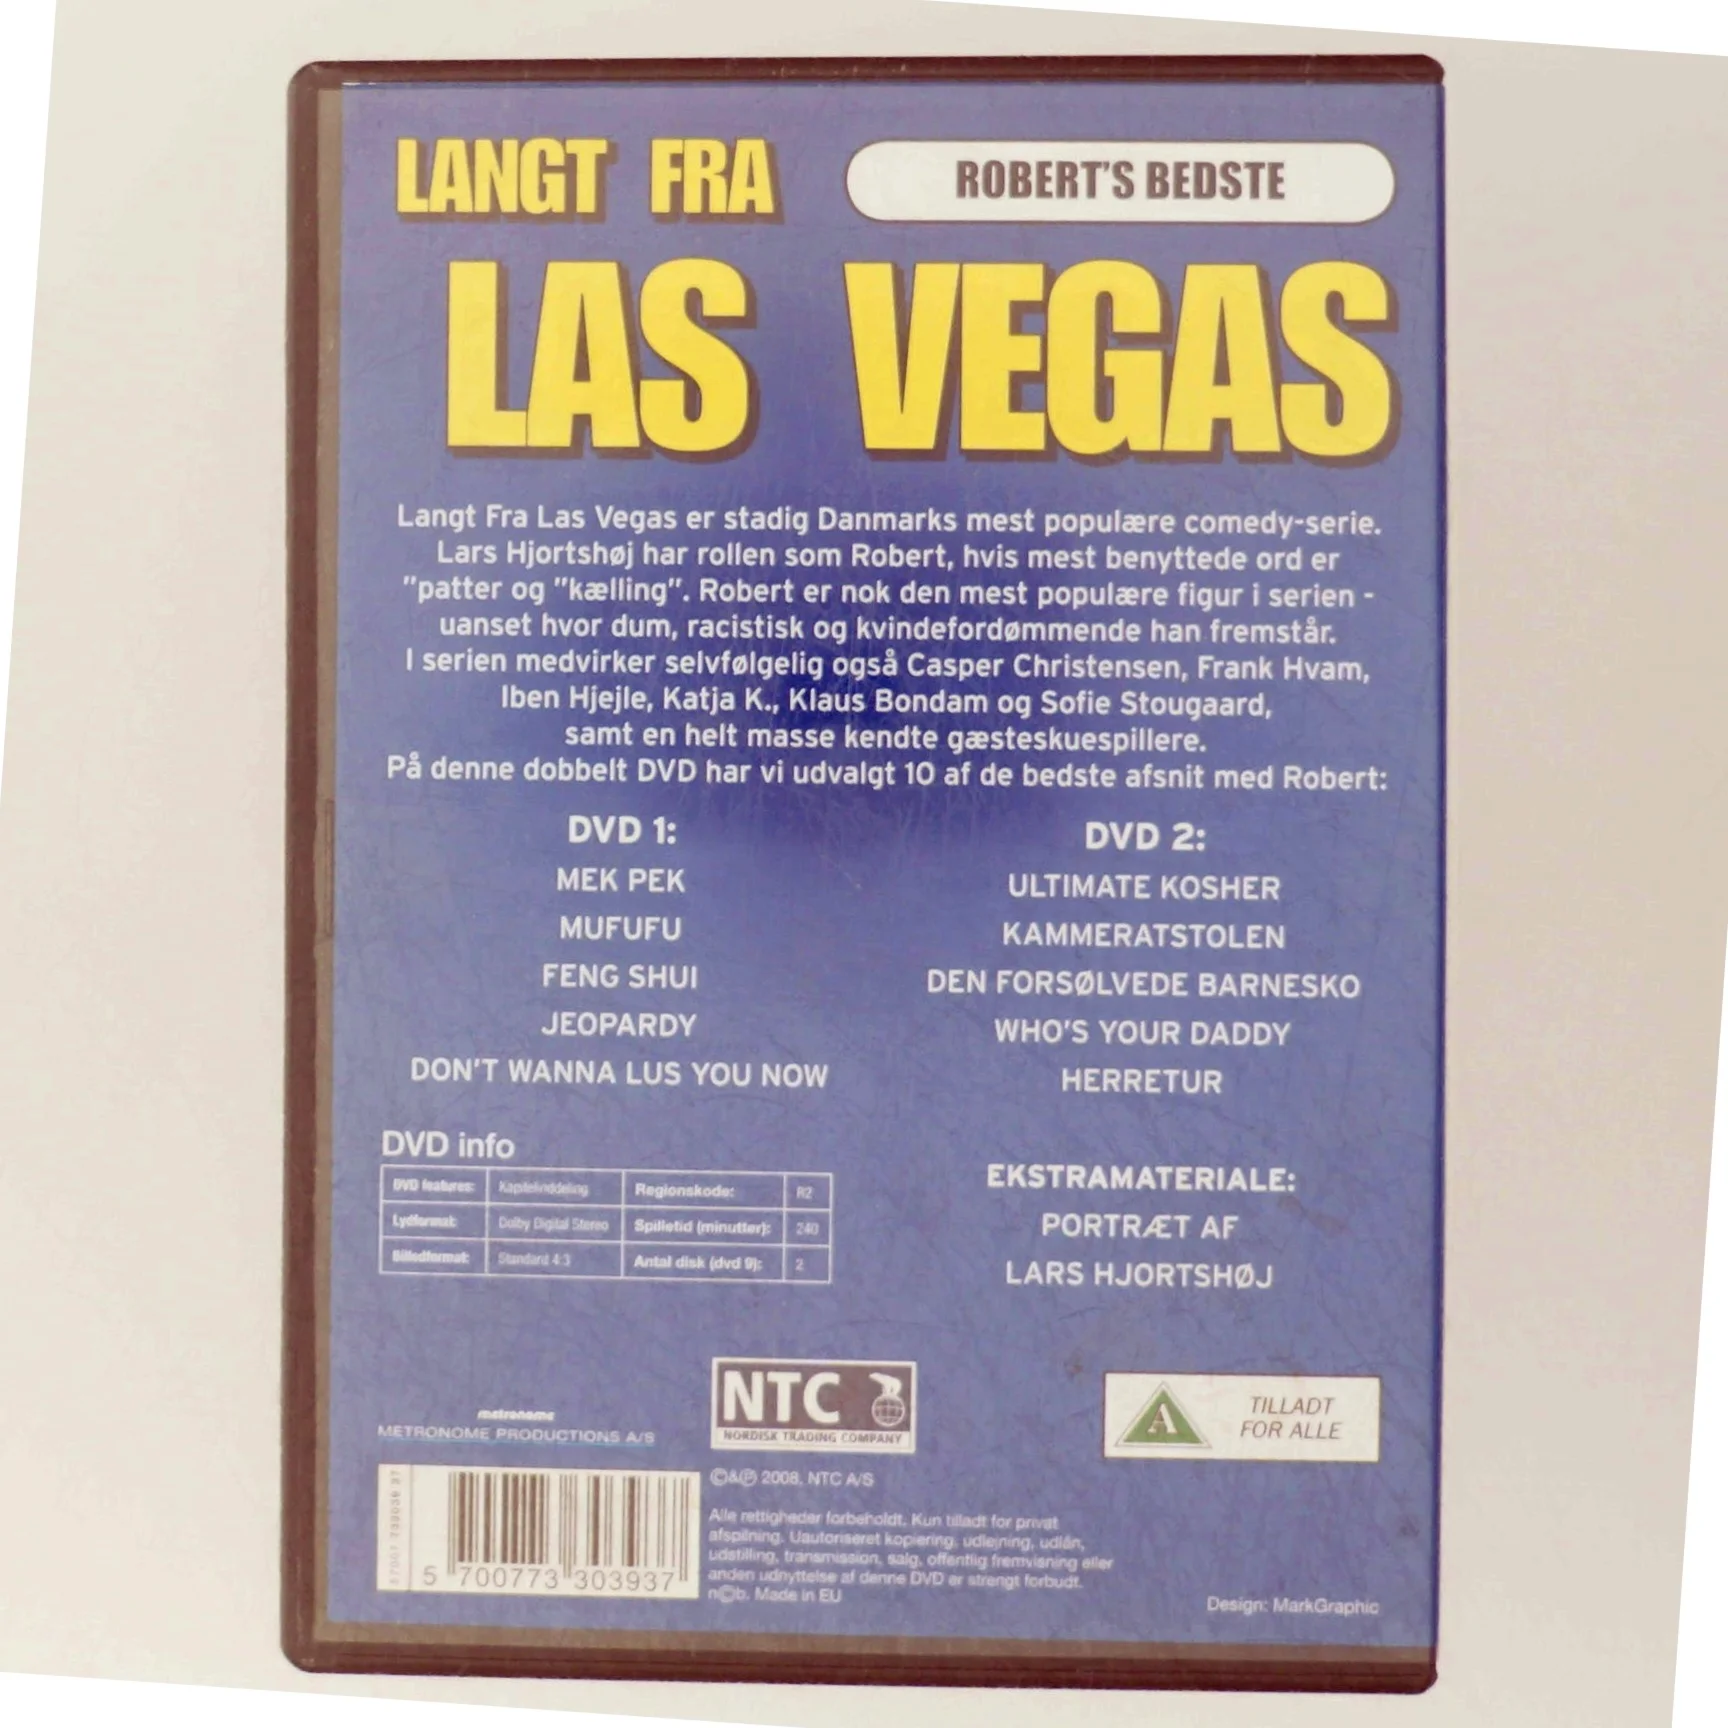 LANGT FRA
ROBERT'S BEDSTE
LAS VEGAS
Langt Fra Las Vegas er stadig Danmarks mest populære comedy-serie.
Lars Hjortshøj har rollen som Robert, hvis mest benyttede ord er
"patter og "kælling". Robert er nok den mest populære figur i serien -
uanset hvor dum, racistisk og kvindefordømmende han fremstår.
I serien medvirker selvfølgelig også Casper Christensen, Frank Hvam,
Iben Hjejle, Katja K., Klaus Bondam og Sofie Stougaard,
samt en helt masse kendte gæsteskuespillere.
På denne dobbelt DVD har vi udvalgt 10 af de bedste afsnit med Robert:
DVD 1:
MEK PEK
MUFUFU
FENG SHUI
JEOPARDY
DON'T WANNA LUS YOU NOW
DVD 2:
ULTIMATE KOSHER
KAMMERATSTOLEN
DEN FORSØLVEDE BARNESKO
WHO'S YOUR DADDY
HERRETUR
DVD info
DVD features: Kapitelinddeling Regionskode: R2
Lydformat: Dolby Digital Stereo Spilletid (minutter): 240
Billedformat: Standard 4:3 Antal disk (dvd 9): 2
EKSTRAMATERIALE:
PORTRÆT AF
LARS HJORTSHØJ
metronome
METRONOME PRODUCTIONS A/S
NTC
NORDISK TRADING COMPANY
A
TILLADT
FOR ALLE
5 700773 303937
©&℗ 2008. NTC A/S
Alle rettigheder forbeholdt. Kun tilladt for privat
afspilning. Uautoriseret kopiering, udlejning, udlån,
udstilling, transmission, salg, offentlig fremvisning eller
anden udnyttelse af denne DVD er strengt forbudt.
n©b. Made in EU
Design: MarkGraphic